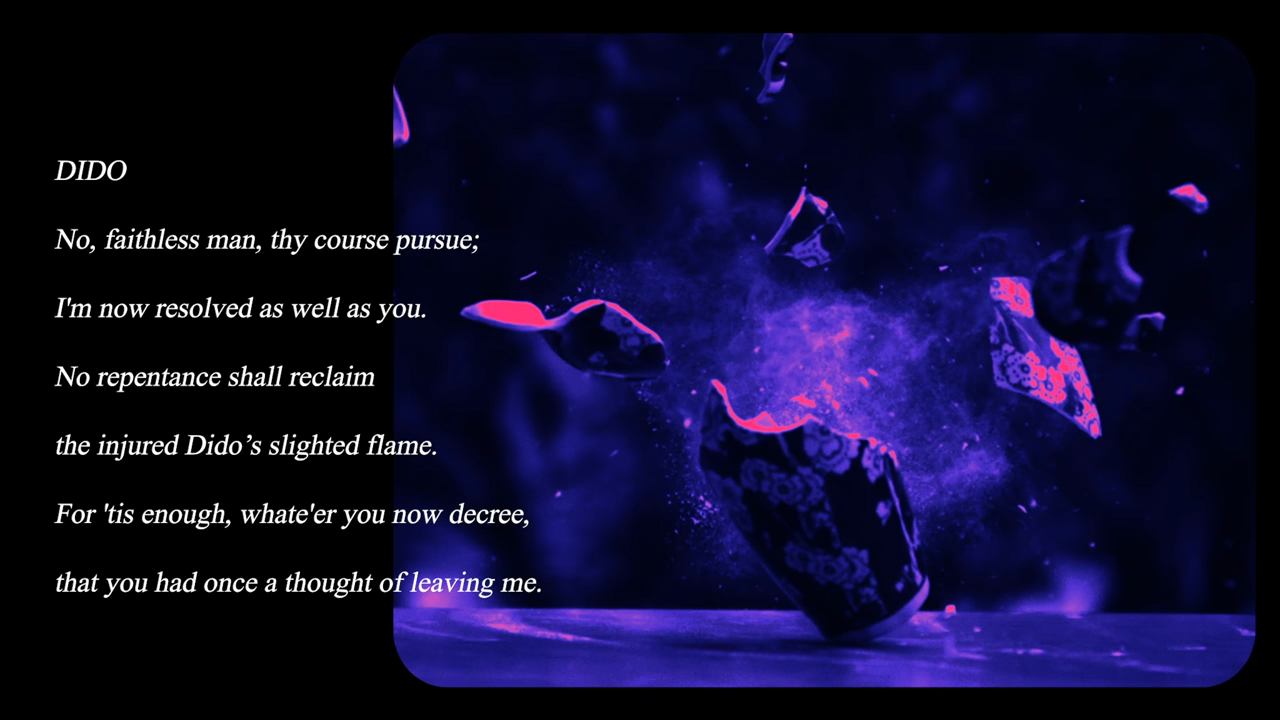 DIDO
No, faithless man, thy course pursue;
I'm now resolved as well as you.
No repentance shall reclaim
the injured Dido’s slighted flame.
For 'tis enough, whate'er you now decree,
that you had once a thought of leaving me.